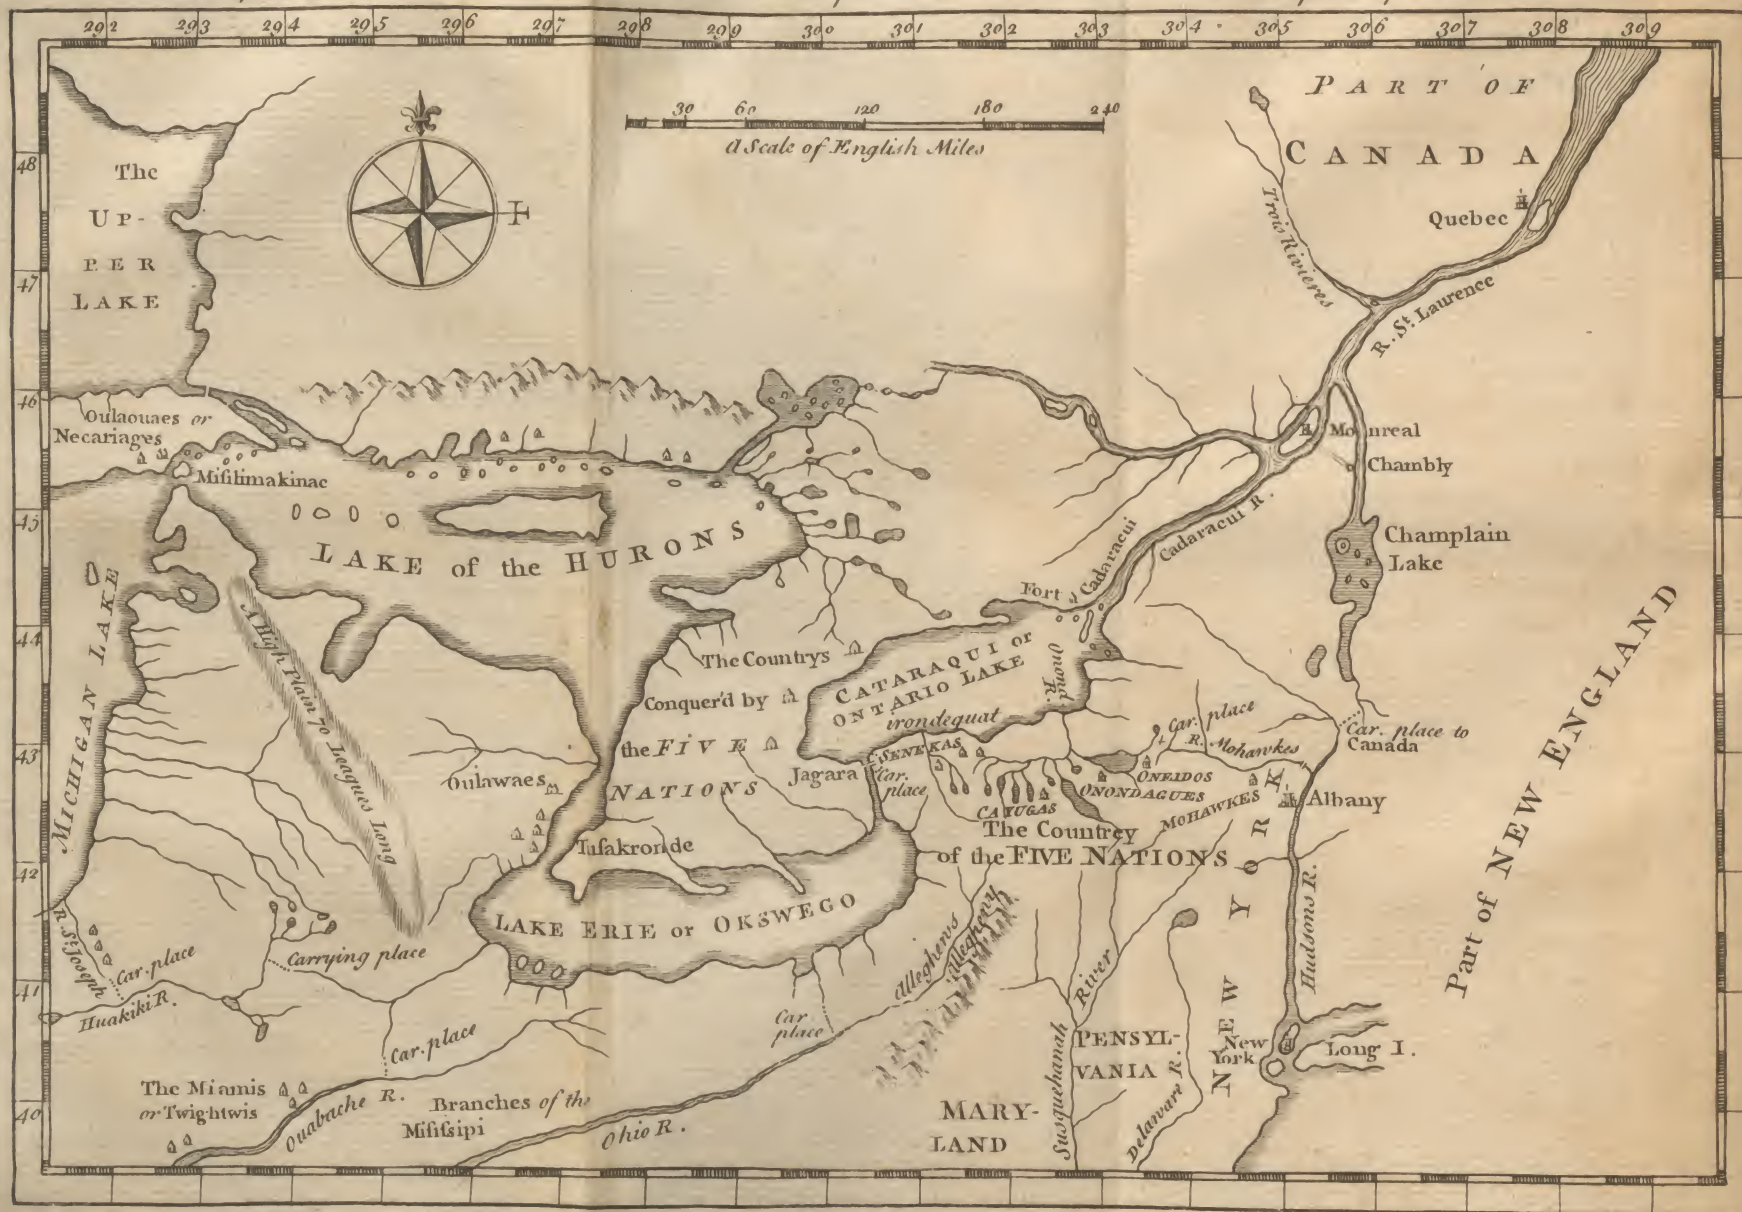 292 293 294 295 296 297 298 299 300 301 302 303 304 305 306 307 308 309
48
47
46
45
44
43
42
41
40
30 60 120 180 240
A Scale of English Miles
PART OF
CANADA
The
UP-
PER
LAKE
Quebec
Trois Rivieres
R. St. Laurence
Oulaouaes or
Necariages
Misilimakinac
Monreal
Chambly
LAKE of the HURONS
Champlain
Lake
Cadaracui R.
Fort Cadaracui
MICHIGAN LAKE
A High Plain 70 Leagues Long
The Countrys
Conquer'd by
the FIVE
NATIONS
CATARAQUI or
ONTARIO LAKE
irondequat
Onond
R.
Car. place
R. Mohawkes
Car. place to
Canada
Part of NEW ENGLAND
Oulawaes
Jagara
SENEKAS
Car.
place
CAYUGAS
ONEIDOS
ONONDAGUES
MOHAWKES
Albany
The Countrey
of the FIVE NATIONS
Tusakronde
LAKE ERIE or OKSWEGO
NEW YORK
Hudsons R.
R. St. Joseph
Car. place
Huakiki R.
Carrying place
Alleghens
Allegheny
Car
place
Car. place
Susquehanah
River
PENSYL-
VANIA
Delaware R.
New
York
Long I.
The Miamis
or Twightwis
Ouabache R.
Branches of the
Misissipi
Ohio R.
MARY-
LAND